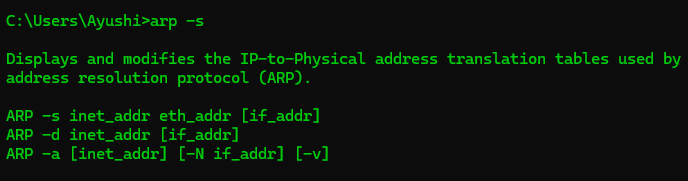 C:\Users\Ayushi>arp -s
Displays and modifies the IP-to-Physical address translation tables used by
address resolution protocol (ARP).
ARP -s inet_addr eth_addr [if_addr]
ARP -d inet_addr [if_addr]
ARP -a [inet_addr] [-N if_addr] [-v]